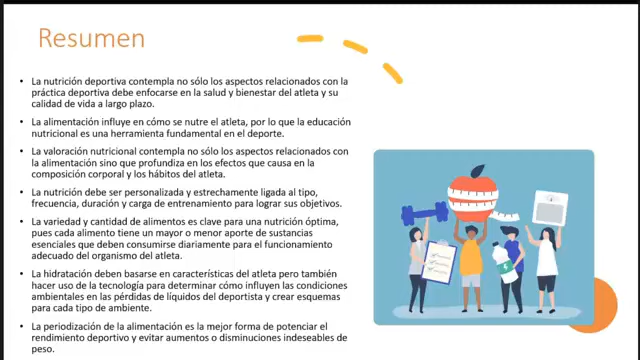 Resumen
• La nutrición deportiva contempla no sólo los aspectos relacionados con la
práctica deportiva debe enfocarse en la salud y bienestar del atleta y su
calidad de vida a largo plazo.
• La alimentación influye en cómo se nutre el atleta, por lo que la educación
nutricional es una herramienta fundamental en el deporte.
• La valoración nutricional contempla no sólo los aspectos relacionados con
la alimentación sino que profundiza en los efectos que causa en la
composición corporal y los hábitos del atleta.
• La nutrición debe ser personalizada y estrechamente ligada al tipo,
frecuencia, duración y carga de entrenamiento para lograr sus objetivos.
• La variedad y cantidad de alimentos es clave para una nutrición óptima,
pues cada alimento tiene un mayor o menor aporte de sustancias
esenciales que deben consumirse diariamente para el funcionamiento
adecuado del organismo del atleta.
• La hidratación deben basarse en características del atleta pero también
hacer uso de la tecnología para determinar cómo influyen las condiciones
ambientales en las pérdidas de líquidos del deportista y crear esquemas
para cada tipo de ambiente.
• La periodización de la alimentación es la mejor forma de potenciar el
rendimiento deportivo y evitar aumentos o disminuciones indeseables de
peso.